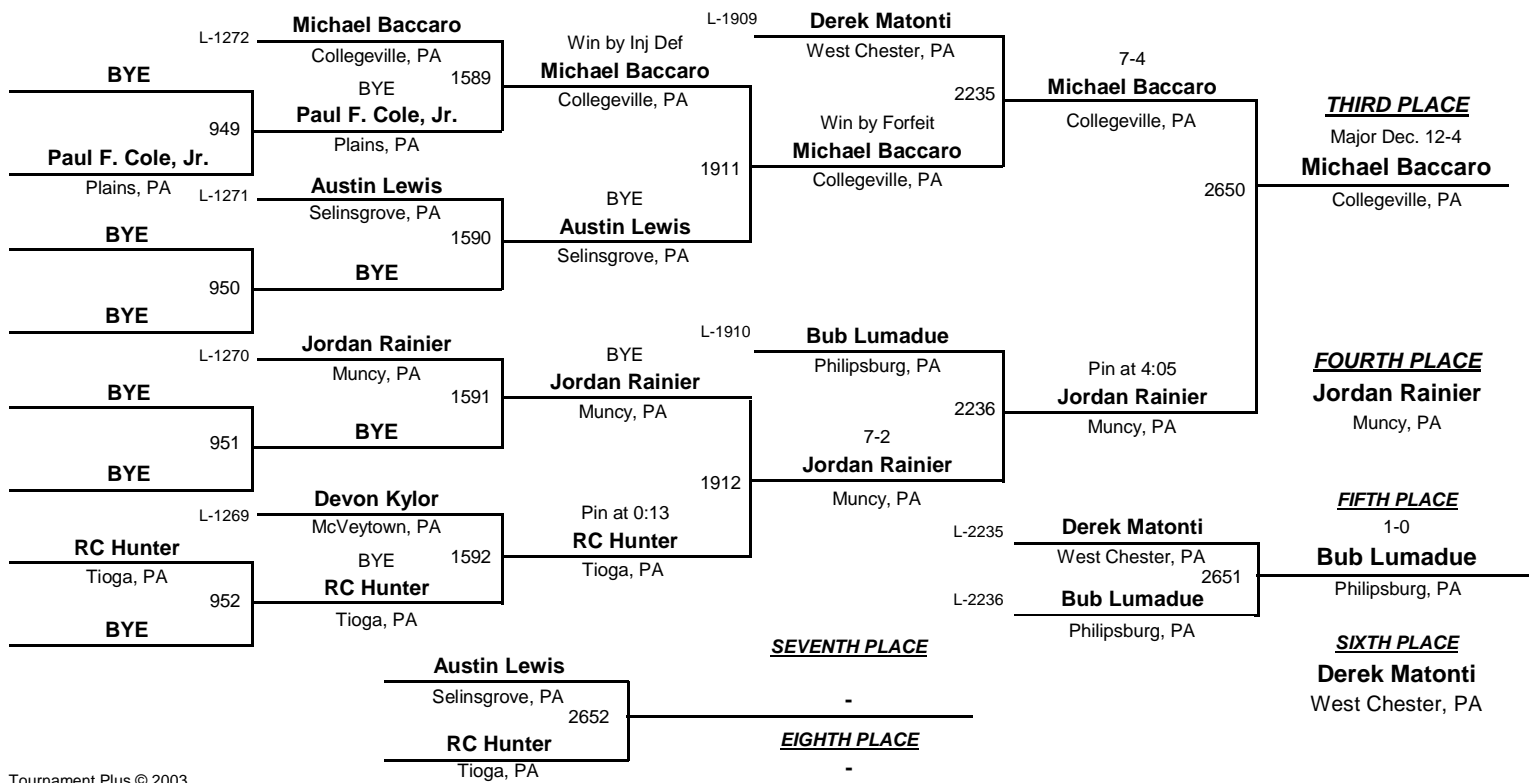 L-1272
Michael Baccaro
Collegeville, PA
BYE
949
Paul F. Cole, Jr.
Plains, PA
BYE
Paul F. Cole, Jr.
Plains, PA
1589
Win by Inj Def
Michael Baccaro
Collegeville, PA
L-1271
Austin Lewis
Selinsgrove, PA
BYE
950
BYE
1590
BYE
BYE
Austin Lewis
Selinsgrove, PA
1911
L-1909
Derek Matonti
West Chester, PA
Win by Forfeit
Michael Baccaro
Collegeville, PA
2235
7-4
Michael Baccaro
Collegeville, PA
L-1270
Jordan Rainier
Muncy, PA
BYE
951
BYE
1591
BYE
BYE
Jordan Rainier
Muncy, PA
L-1269
Devon Kylor
McVeytown, PA
RC Hunter
Tioga, PA
952
BYE
BYE
RC Hunter
Tioga, PA
1592
Pin at 0:13
RC Hunter
Tioga, PA
1912
L-1910
Bub Lumadue
Philipsburg, PA
7-2
Jordan Rainier
Muncy, PA
2236
Pin at 4:05
Jordan Rainier
Muncy, PA
2650
THIRD PLACE
Major Dec. 12-4
Michael Baccaro
Collegeville, PA
FOURTH PLACE
Jordan Rainier
Muncy, PA
L-2235
Derek Matonti
West Chester, PA
2651
L-2236
Bub Lumadue
Philipsburg, PA
FIFTH PLACE
1-0
Bub Lumadue
Philipsburg, PA
SIXTH PLACE
Derek Matonti
West Chester, PA
Austin Lewis
Selinsgrove, PA
2652
RC Hunter
Tioga, PA
SEVENTH PLACE
-
EIGHTH PLACE
-
Tournament Plus © 2003